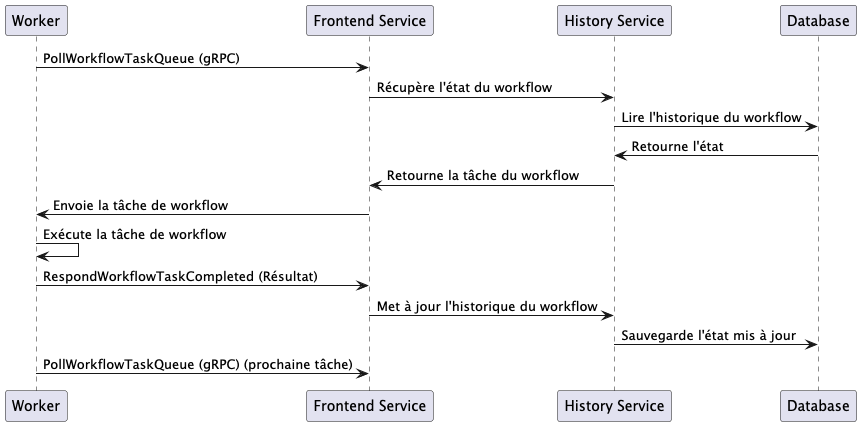 Worker
Frontend Service
History Service
Database
PollWorkflowTaskQueue (gRPC)
Récupère l'état du workflow
Lire l'historique du workflow
Retourne l'état
Retourne la tâche du workflow
Envoie la tâche de workflow
Exécute la tâche de workflow
RespondWorkflowTaskCompleted (Résultat)
Met à jour l'historique du workflow
Sauvegarde l'état mis à jour
PollWorkflowTaskQueue (gRPC) (prochaine tâche)
Worker
Frontend Service
History Service
Database